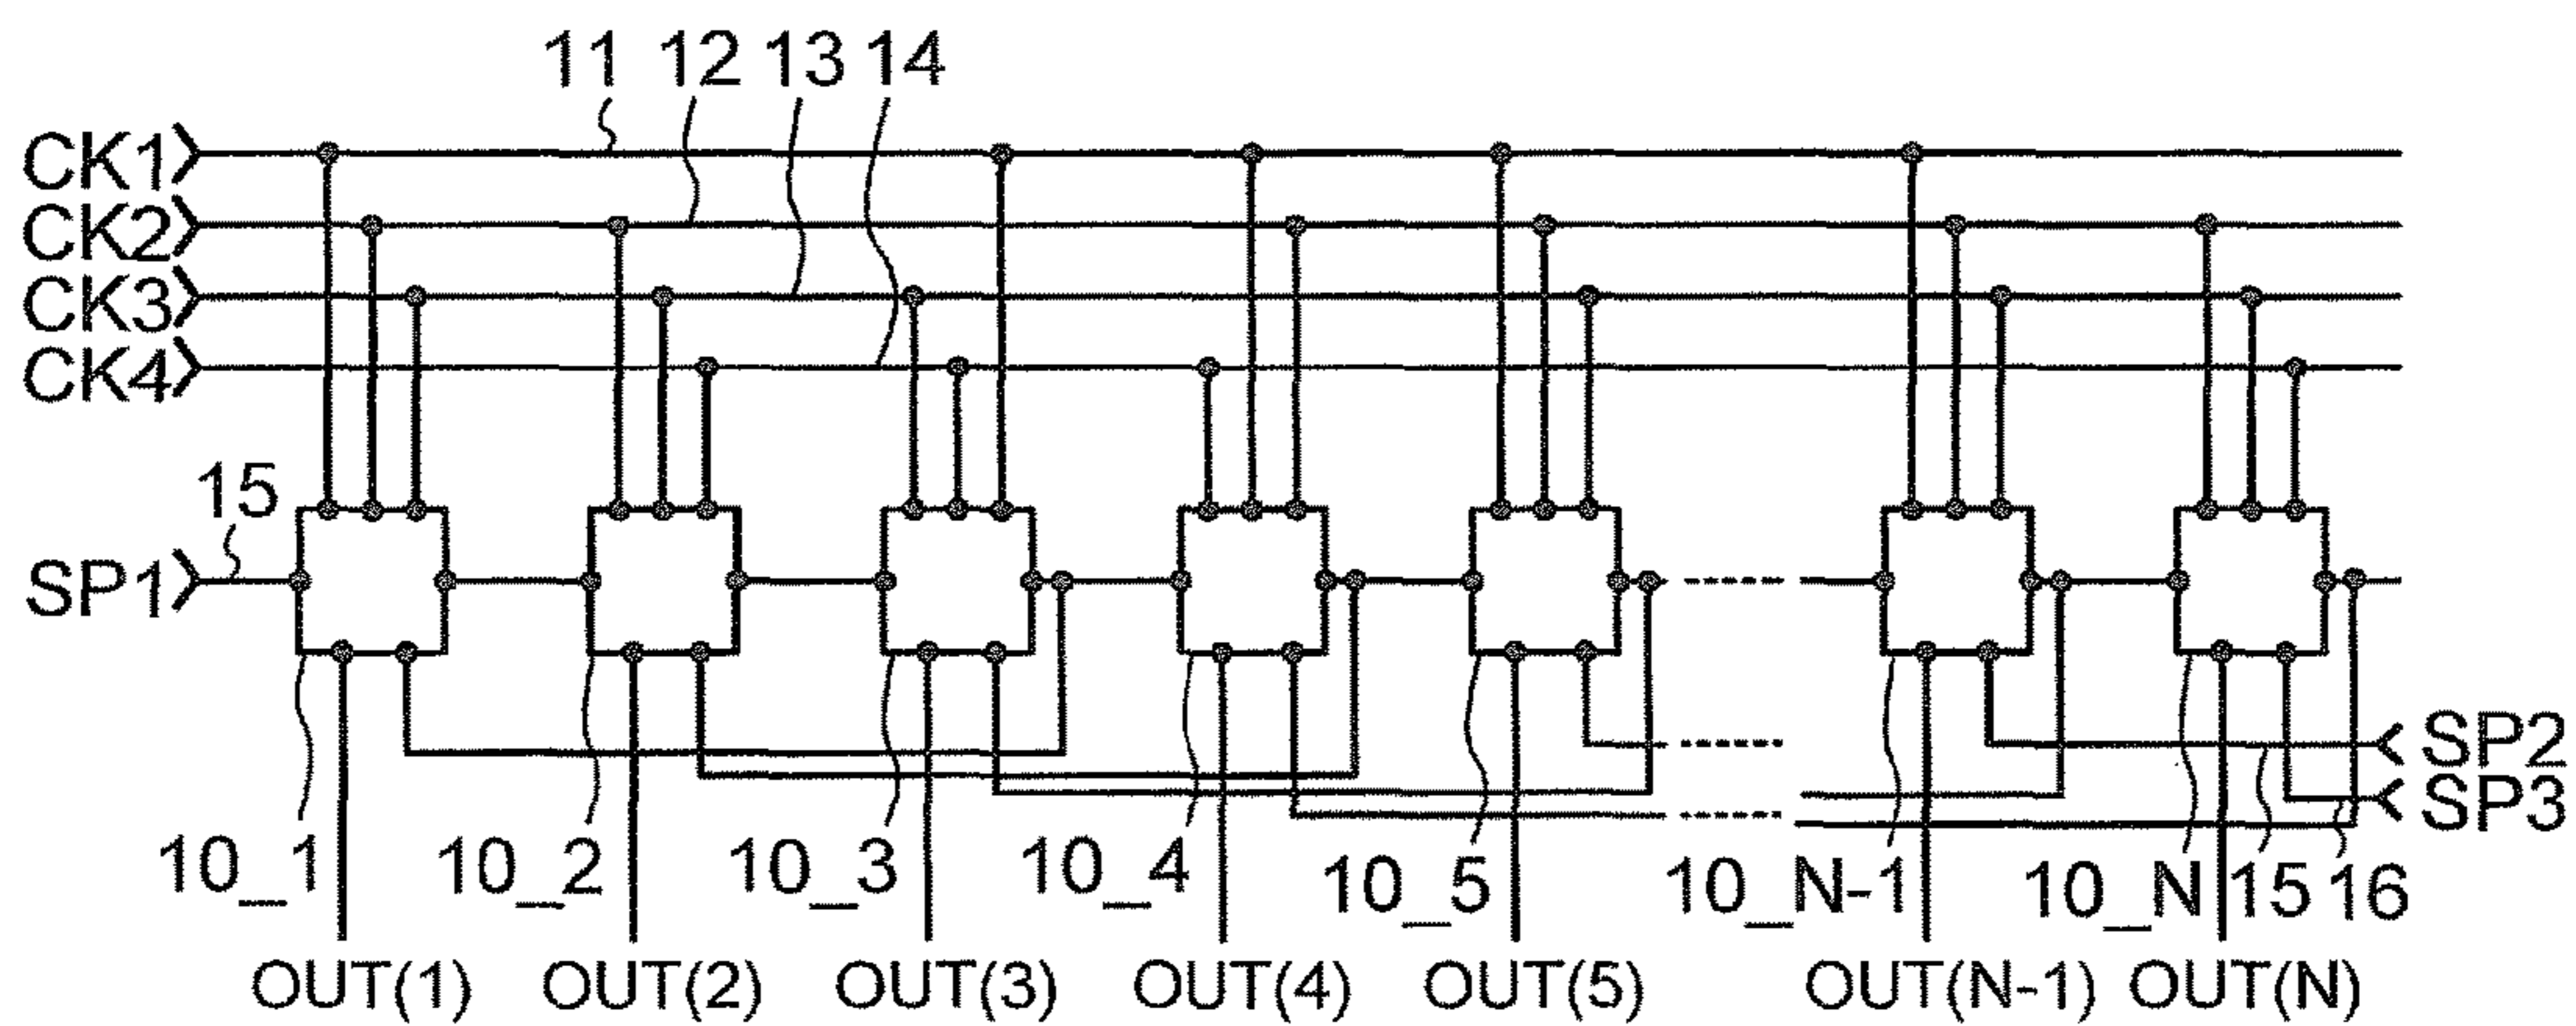 11 12 13 14
CK1
CK2
CK3
CK4
15
SP1
SP2
SP3
10_1 10_2 10_3 10_4 10_5 10_N-1 10_N 15 16
OUT(1) OUT(2) OUT(3) OUT(4) OUT(5) OUT(N-1) OUT(N)